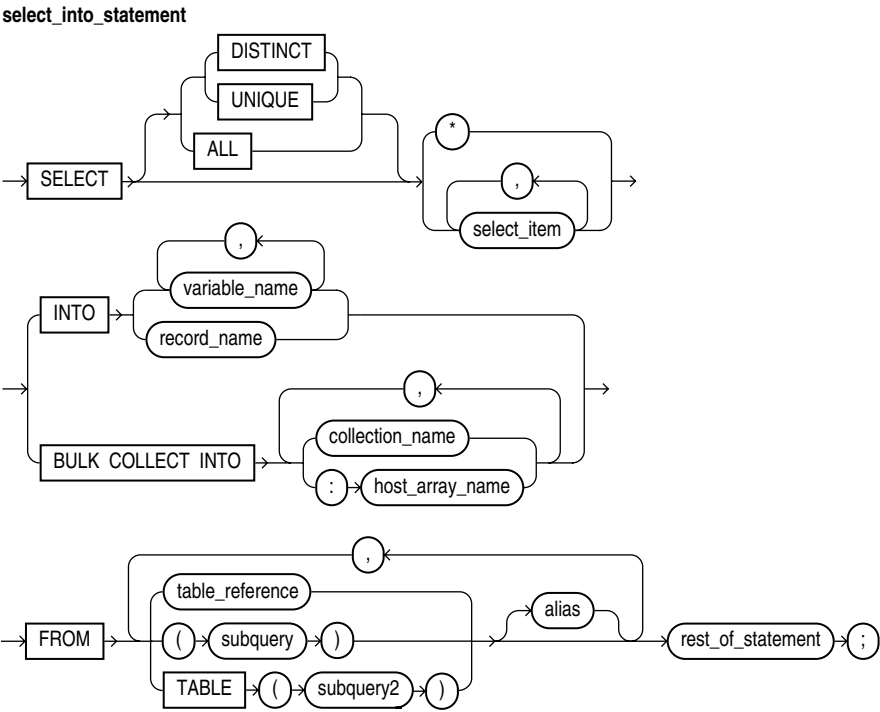 select_into_statement
DISTINCT
UNIQUE
ALL
SELECT
*
,
select_item
,
variable_name
INTO
record_name
,
collection_name
BULK COLLECT INTO
: host_array_name
,
table_reference
alias
FROM ( subquery ) rest_of_statement ;
TABLE ( subquery2 )